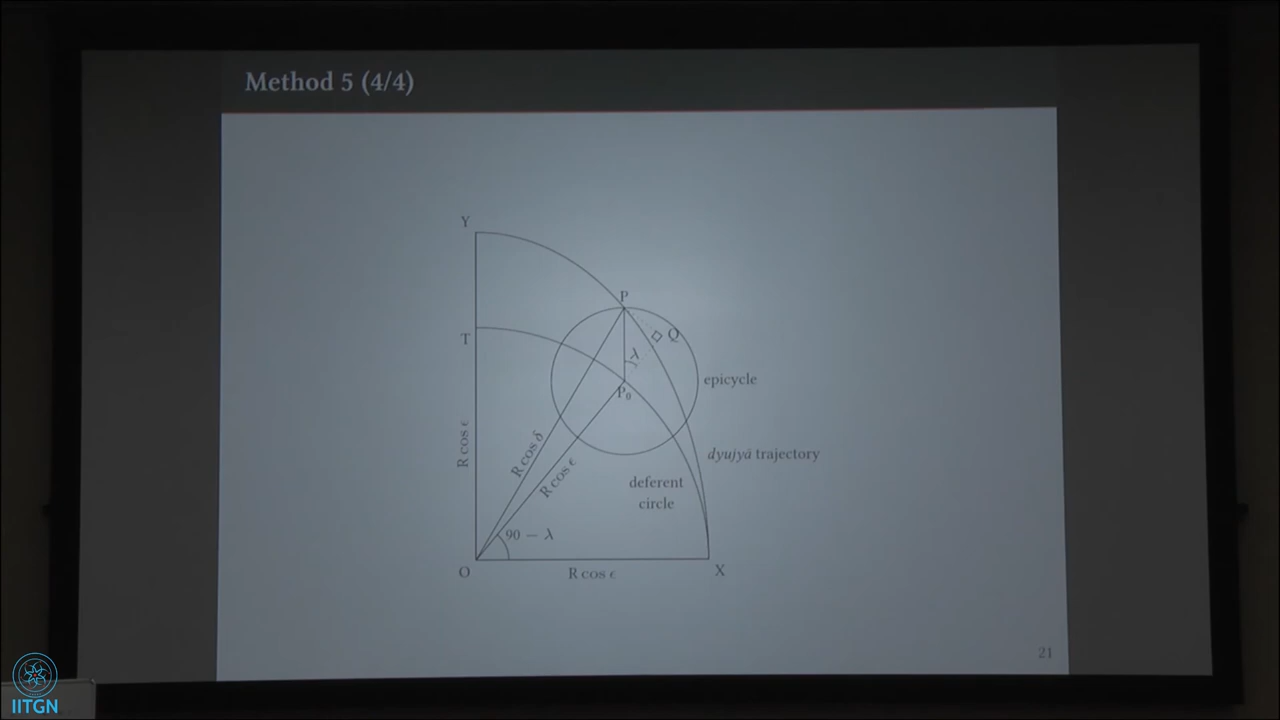 Method 5 (4/4)
Y
P
T
Q
λ
epicycle
P₀
R cos ϵ
R cos δ
R cos ϵ
dyujyā trajectory
deferent
circle
90 − λ
O
R cos ϵ
X
21
IITGN